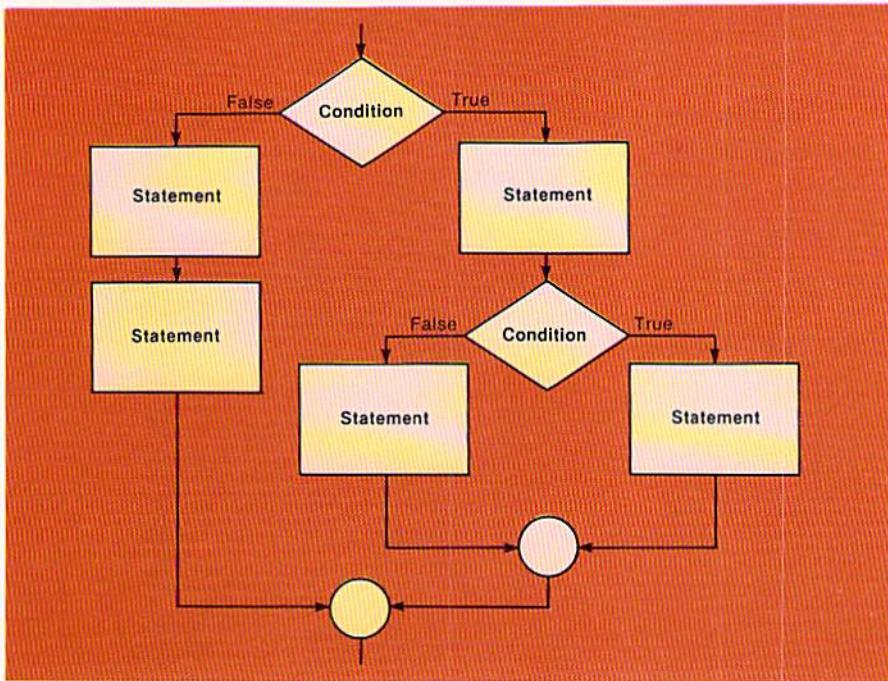 False
Condition
True
Statement
Statement
Statement
False
Condition
True
Statement
Statement